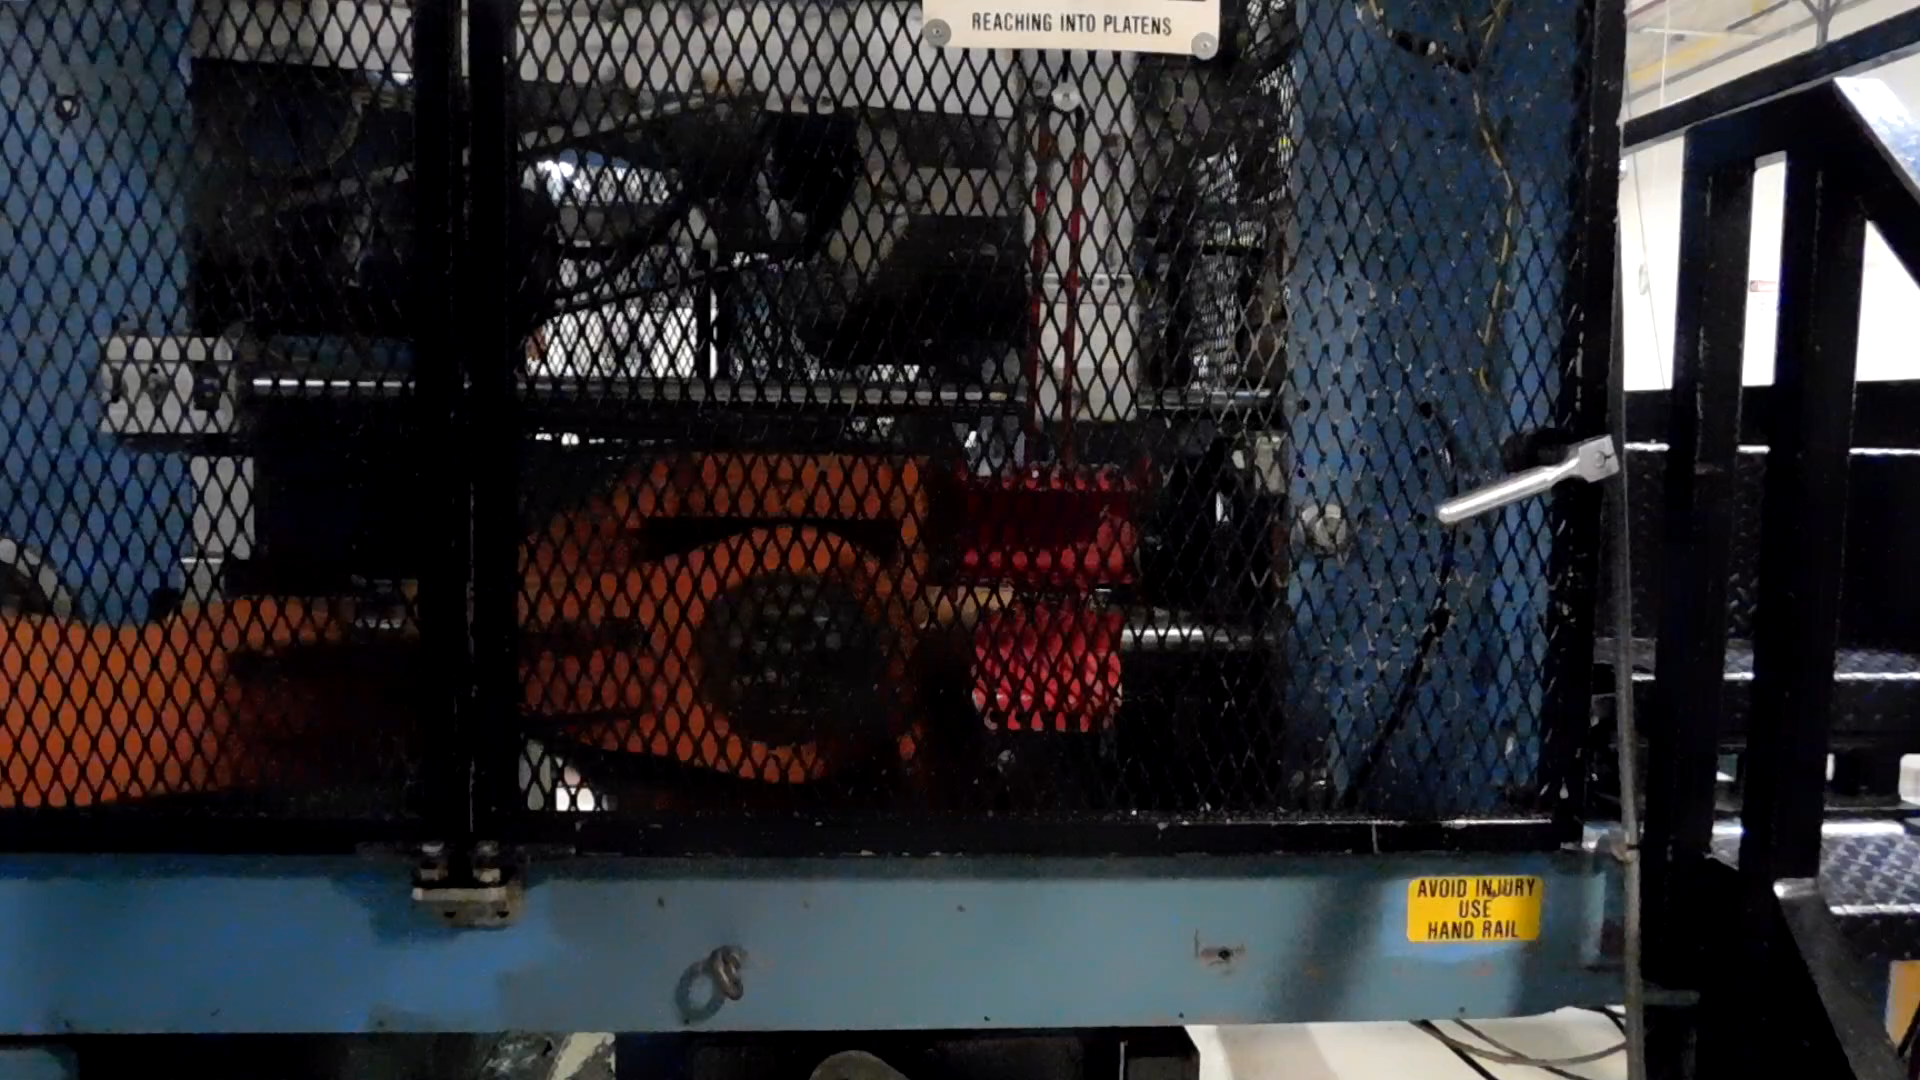 REACHING INTO PLATENS
AVOID INJURY
USE
HAND RAIL